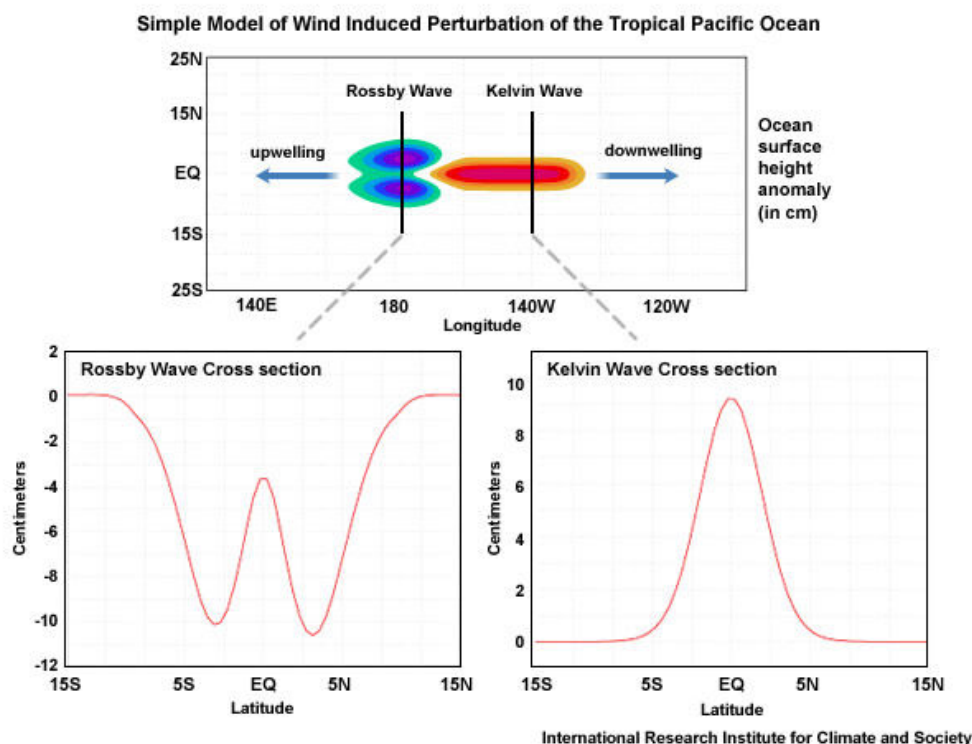 Simple Model of Wind Induced Perturbation of the Tropical Pacific Ocean
25N
Rossby Wave
Kelvin Wave
15N
upwelling
downwelling
EQ
15S
25S
140E
180
140W
120W
Longitude
Ocean
surface
height
anomaly
(in cm)
Rossby Wave Cross section
2
0
-2
-4
-6
-8
-10
-12
Centimeters
15S
5S
EQ
5N
15N
Latitude
Kelvin Wave Cross section
10
8
6
4
2
0
Centimeters
15S
5S
EQ
5N
15N
Latitude
International Research Institute for Climate and Society